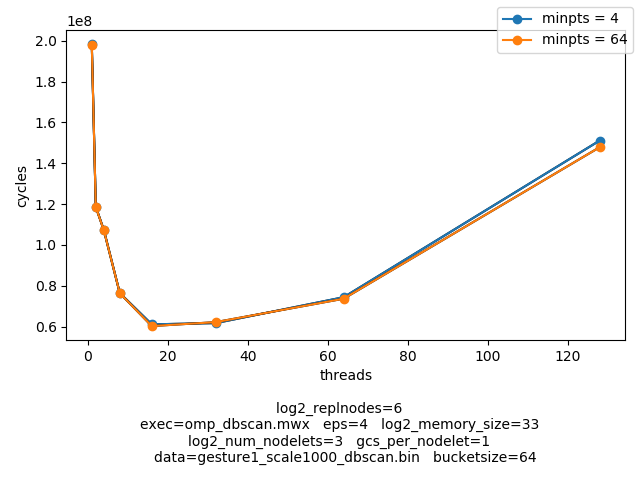 1e8
minpts = 4
minpts = 64
2.0
1.8
1.6
1.4
1.2
1.0
0.8
0.6
cycles
0 20 40 60 80 100 120
threads
log2_replnodes=6
exec=omp_dbscan.mwx eps=4 log2_memory_size=33
log2_num_nodelets=3 gcs_per_nodelet=1
data=gesture1_scale1000_dbscan.bin bucketsize=64